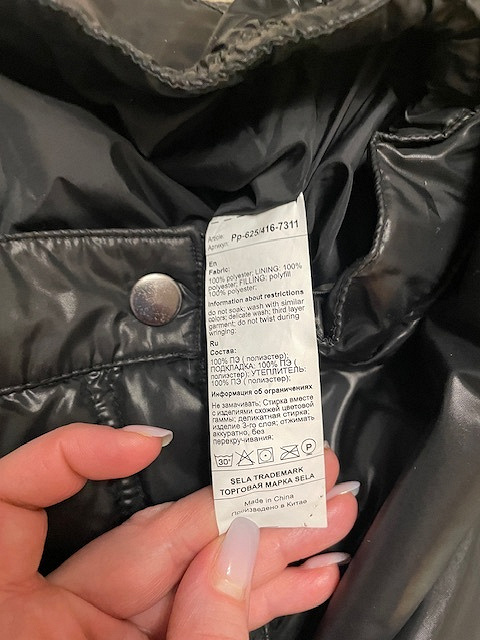 Article:
Артикул: Pp-625/416-7311
En
Fabric:
100% polyester; LINING: 100%
polyester; FILLING: polyfill
100% polyester;
Information about restrictions
do not soak; wash with similar
colors; delicate wash; third layer
garment; do not twist during
wringing;
Ru
Состав:
100% ПЭ ( полиэстер);
ПОДКЛАДКА: 100% ПЭ (
полиэстер); УТЕПЛИТЕЛЬ:
100% ПЭ ( полиэстер);
Информация об ограничениях
Не замачивать; Стирка вместе
с изделиями схожей цветовой
гаммы; деликатная стирка;
изделие 3-го слоя; отжимать
аккуратно, без
перекручивания;
30° P
SELA TRADEMARK
ТОРГОВАЯ МАРКА SELA
Made in China
Произведено в Китае